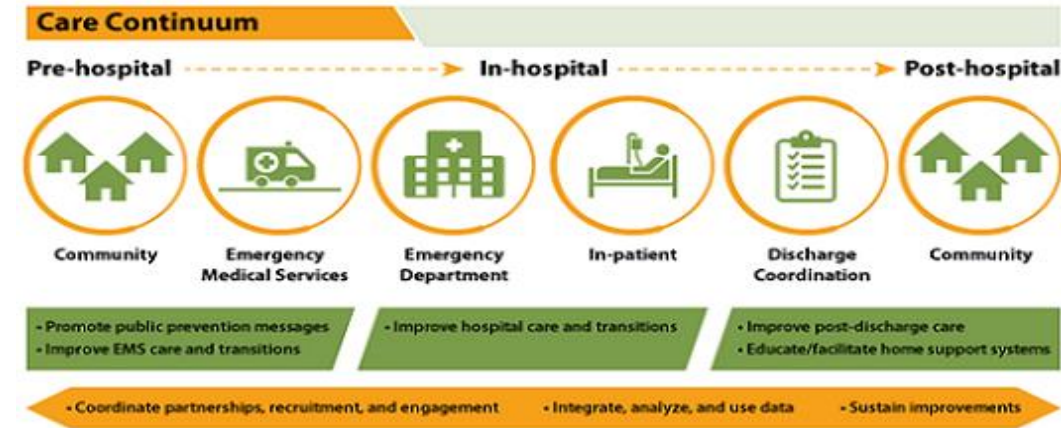 Care Continuum
Pre-hospital In-hospital Post-hospital
Community
Emergency
Medical Services
Emergency
Department
In-patient
Discharge
Coordination
Community
• Promote public prevention messages
• Improve EMS care and transitions
• Improve hospital care and transitions
• Improve post-discharge care
• Educate/facilitate home support systems
• Coordinate partnerships, recruitment, and engagement • Integrate, analyze, and use data • Sustain improvements